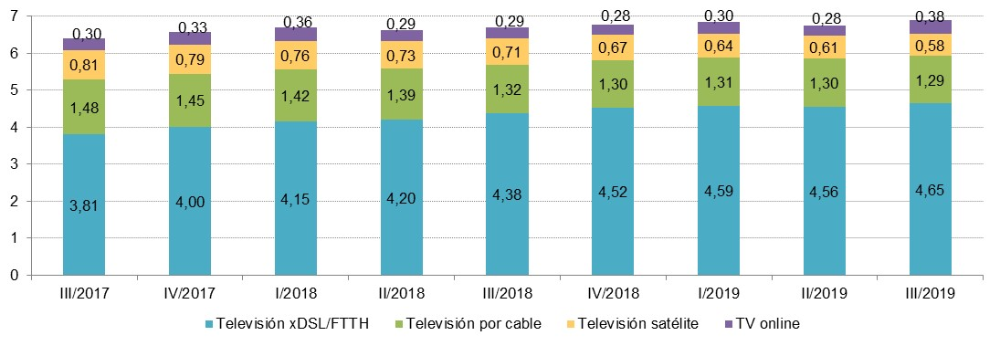 7
6
5
4
3
2
1
0
0,30 0,33 0,36 0,29 0,29 0,28 0,30 0,28 0,38
0,81 0,79 0,76 0,73 0,71 0,67 0,64 0,61 0,58
1,48 1,45 1,42 1,39 1,32 1,30 1,31 1,30 1,29
3,81 4,00 4,15 4,20 4,38 4,52 4,59 4,56 4,65
III/2017 IV/2017 I/2018 II/2018 III/2018 IV/2018 I/2019 II/2019 III/2019
Televisión xDSL/FTTH Televisión por cable Televisión satélite TV online